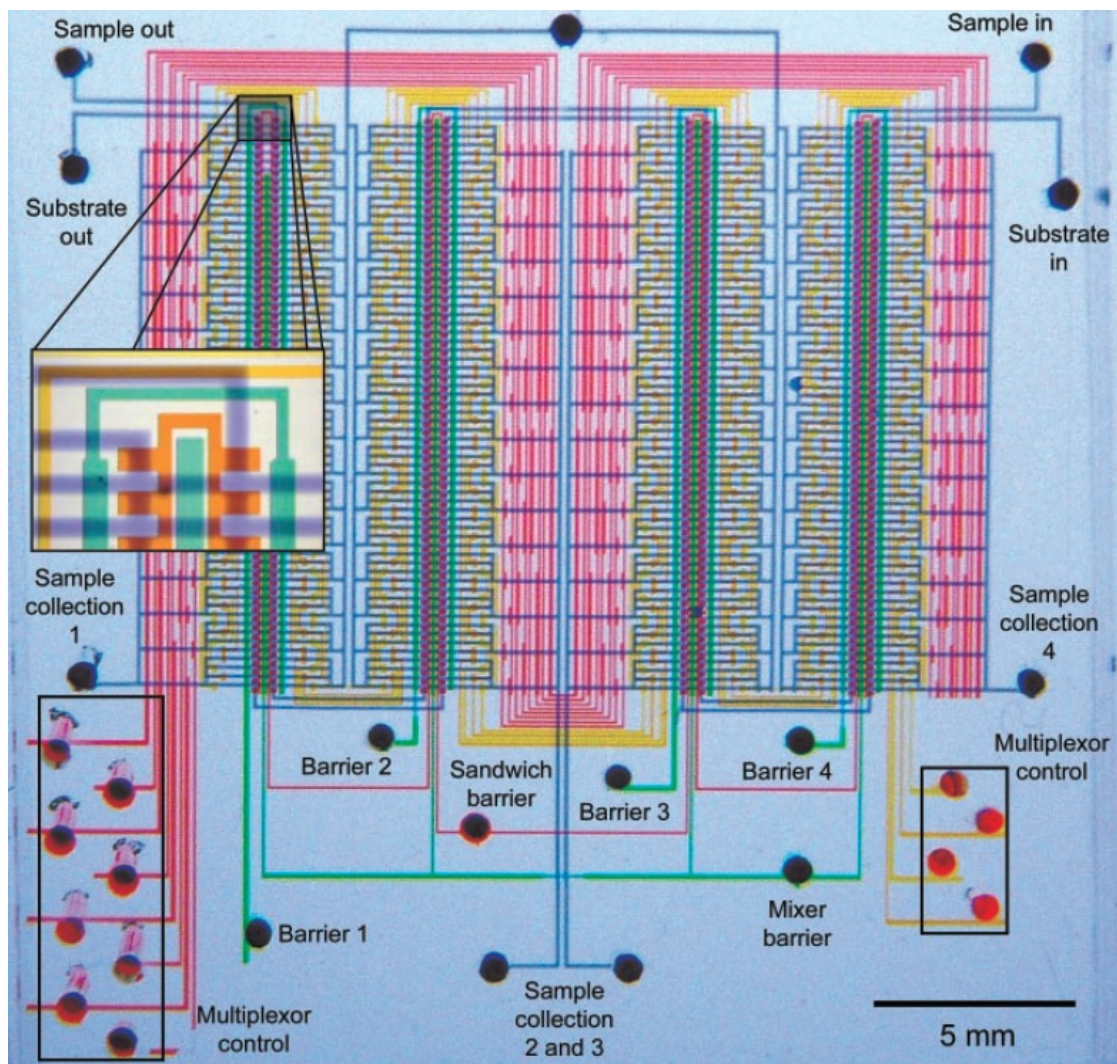 Sample out
Sample in
Substrate
out
Substrate
in
Sample
collection
1
Sample
collection
4
Barrier 2
Sandwich
barrier
Barrier 3
Barrier 4
Multiplexor
control
Barrier 1
Mixer
barrier
Multiplexor
control
Sample
collection
2 and 3
5 mm